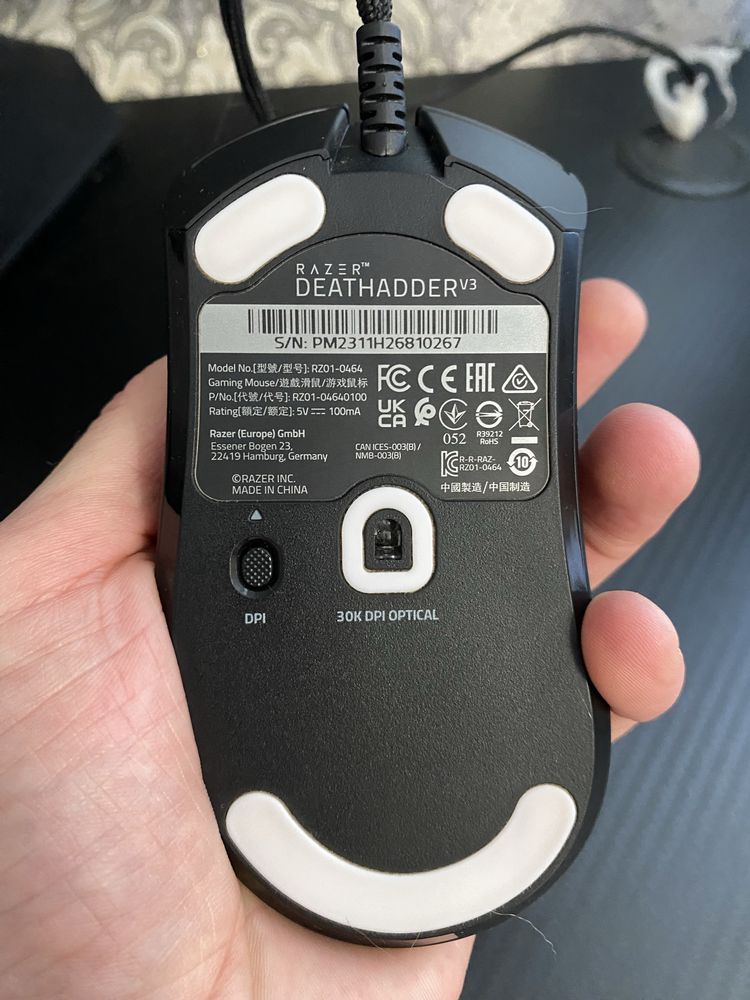 RAZER™
DEATHADDER V3
S/N: PM2311H26810267
Model No.[型號/型号]: RZ01-0464
Gaming Mouse/遊戲滑鼠/游戏鼠标
P/No.[代號/代号]: RZ01-04640100
Rating[額定/额定]: 5V⎓ 100mA
Razer (Europe) GmbH
Essener Bogen 23,
22419 Hamburg, Germany
©RAZER INC.
MADE IN CHINA
FC CE EAC
UK
CA
052
R39212
RoHS
CAN ICES-003(B) /
NMB-003(B)
R-R-RAZ-
RZ01-0464
10
中國製造/中国制造
DPI
30K DPI OPTICAL